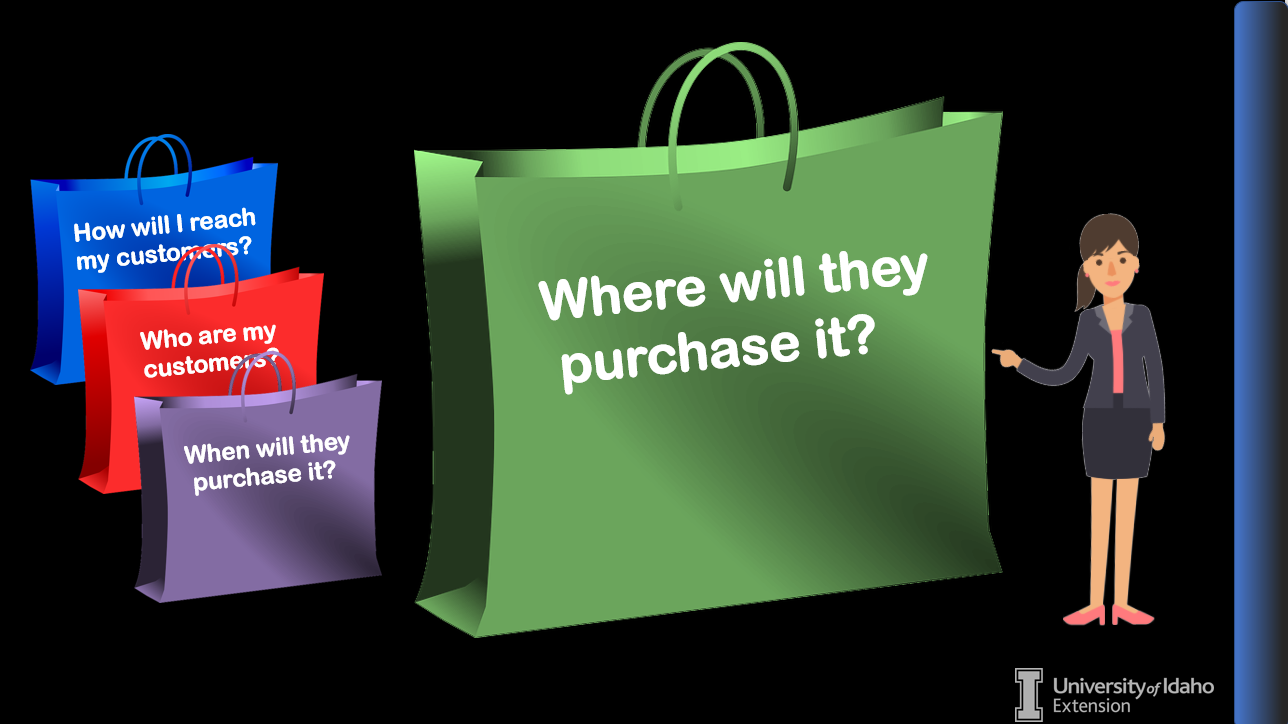 How will I reach
my customers?
Who are my
customers?
When will they
purchase it?
Where will they
purchase it?
I
University of Idaho
Extension